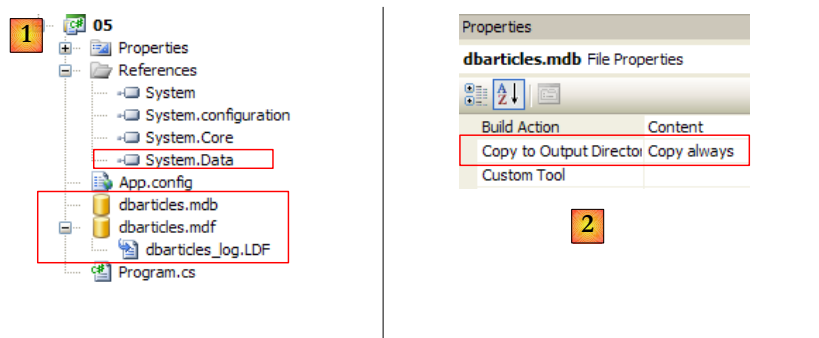 1
05
Properties
References
System
System.configuration
System.Core
System.Data
App.config
dbarticles.mdb
dbarticles.mdf
dbarticles_log.LDF
Program.cs
Properties
dbarticles.mdb File Properties
Build Action Content
Copy to Output Director Copy always
Custom Tool
2